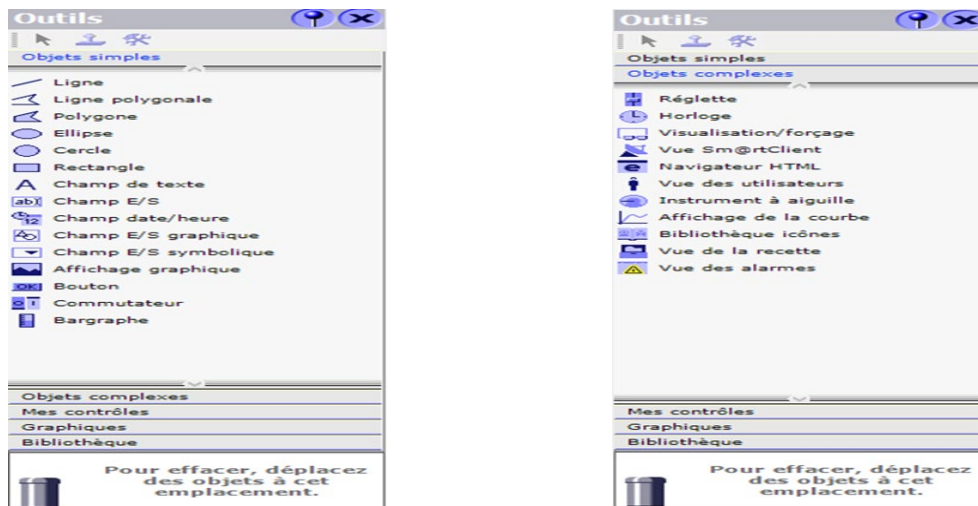 Outils
Objets simples
Ligne
Ligne polygonale
Polygone
Ellipse
Cercle
Rectangle
A Champ de texte
ab Champ E/S
12 Champ date/heure
Champ E/S graphique
Champ E/S symbolique
Affichage graphique
OK Bouton
Commutateur
Bargraphe
Objets complexes
Mes contrôles
Graphiques
Bibliothèque
Pour effacer, déplacez
des objets à cet
emplacement.
Outils
Objets simples
Objets complexes
Réglette
Horloge
Visualisation/forçage
Vue Sm@rtClient
Navigateur HTML
Vue des utilisateurs
Instrument à aiguille
Affichage de la courbe
Bibliothèque icônes
Vue de la recette
Vue des alarmes
Mes contrôles
Graphiques
Bibliothèque
Pour effacer, déplacez
des objets à cet
emplacement.